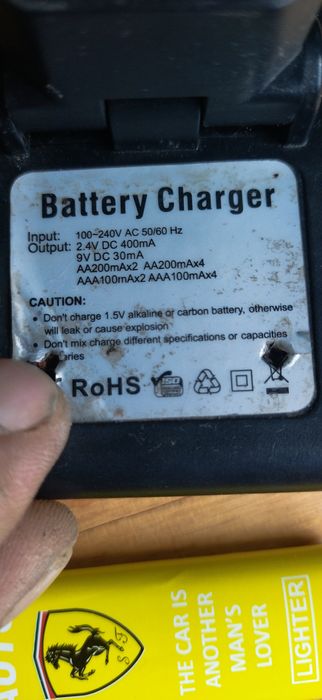 Battery Charger
Input: 100~240V AC 50/60 Hz
Output: 2.4V DC 400mA
9V DC 30mA
AA200mAx2 AA200mAx4
AAA100mAx2 AAA100mAx4
CAUTION:
• Don't charge 1.5V alkaline or carbon battery, otherwise
will leak or cause explosion
• Don't mix charge different specifications or capacities
RoHS
THE CAR IS
ANOTHER
MAN'S
LOVER
LIGHTER
S F